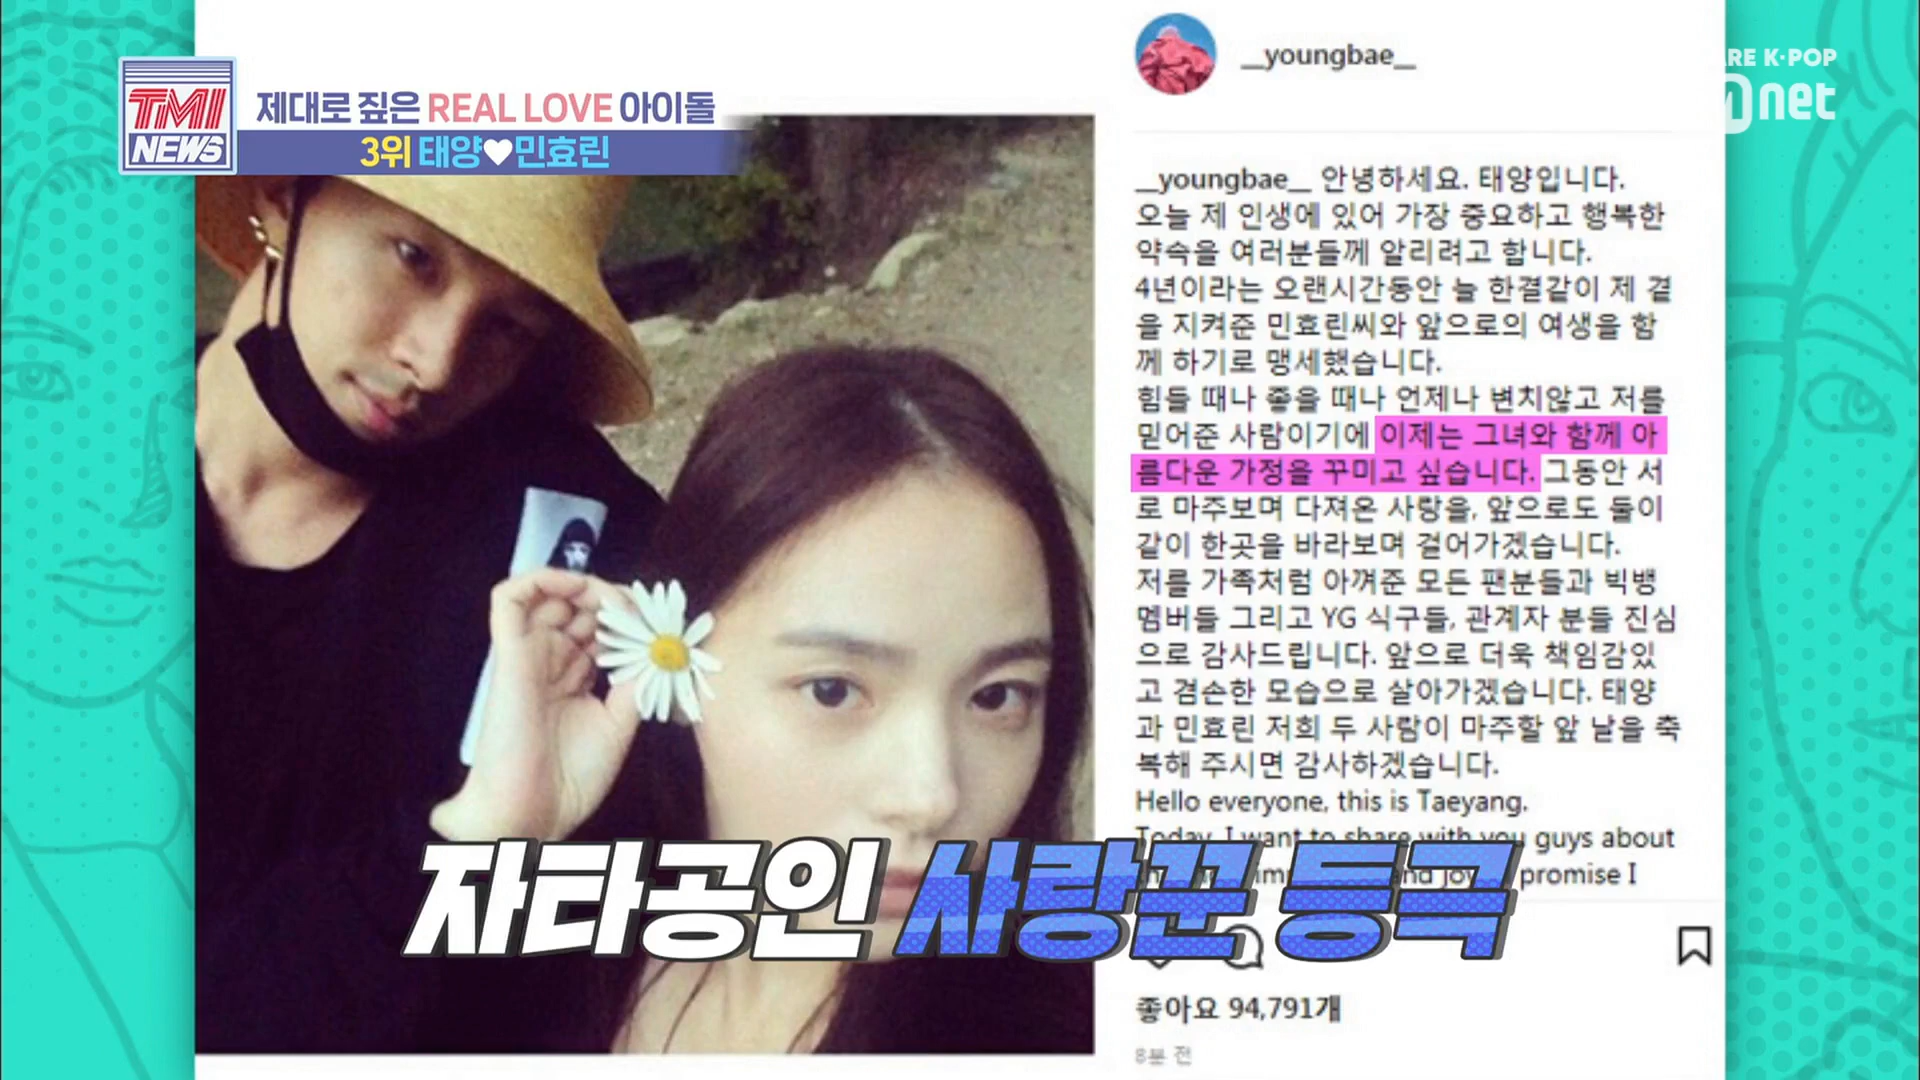 TMI
NEWS
제대로 짚은 REAL LOVE 아이돌
3위 태양♥민효린
__youngbae__
ARE K-POP
Mnet
__youngbae__ 안녕하세요. 태양입니다.
오늘 제 인생에 있어 가장 중요하고 행복한
약속을 여러분들께 알리려고 합니다.
4년이라는 오랜시간동안 늘 한결같이 제 곁
을 지켜준 민효린씨와 앞으로의 여생을 함
께 하기로 맹세했습니다.
힘들 때나 좋을 때나 언제나 변치않고 저를
믿어준 사람이기에 이제는 그녀와 함께 아
름다운 가정을 꾸미고 싶습니다. 그동안 서
로 마주보며 다져온 사랑을, 앞으로도 둘이
같이 한곳을 바라보며 걸어가겠습니다.
저를 가족처럼 아껴준 모든 팬분들과 빅뱅
멤버들 그리고 YG 식구들, 관계자 분들 진심
으로 감사드립니다. 앞으로 더욱 책임감있
고 겸손한 모습으로 살아가겠습니다. 태양
과 민효린 저희 두 사람이 마주할 앞 날을 축
복해 주시면 감사하겠습니다.
Hello everyone, this is Taeyang.
Today, I want to share with you guys about
and promise I
자타공인 사랑꾼 등극
좋아요 94,791개
8분 전